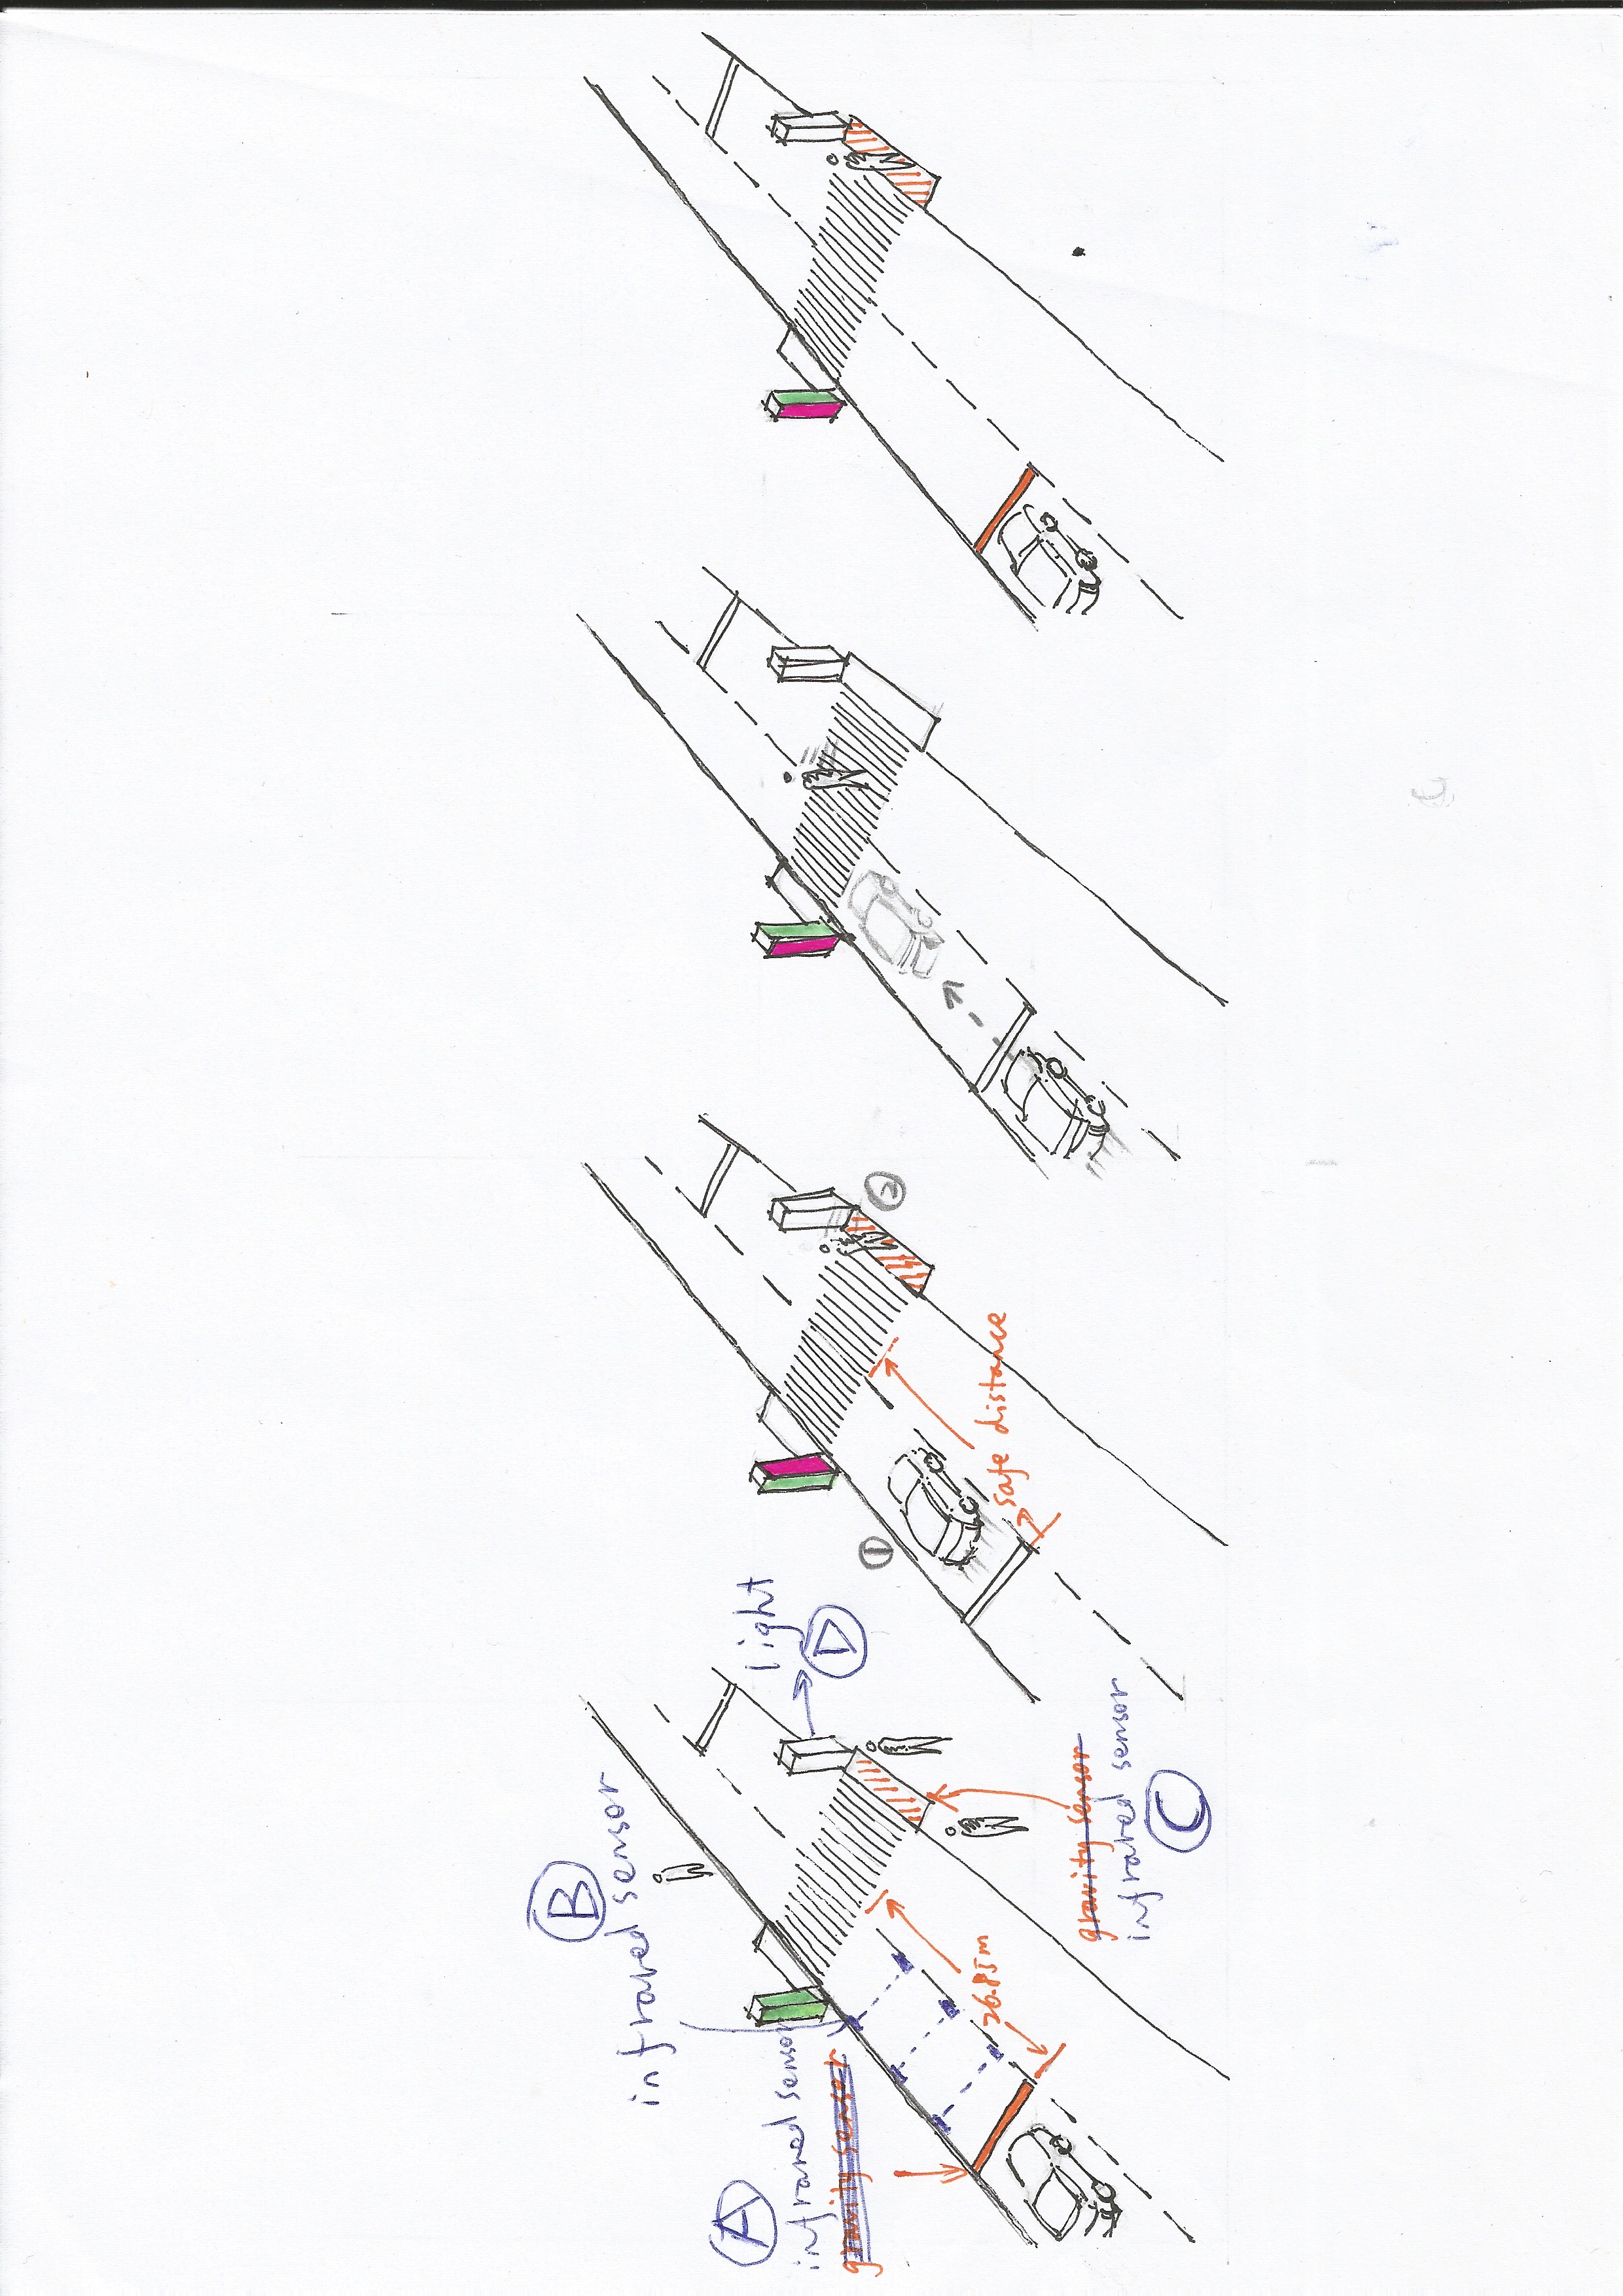 A
infrared sensor
gravity sensor
B
infrared sensor
light
D
26.85m
gravity sensor
infrared sensor
C
1
safe distance
2